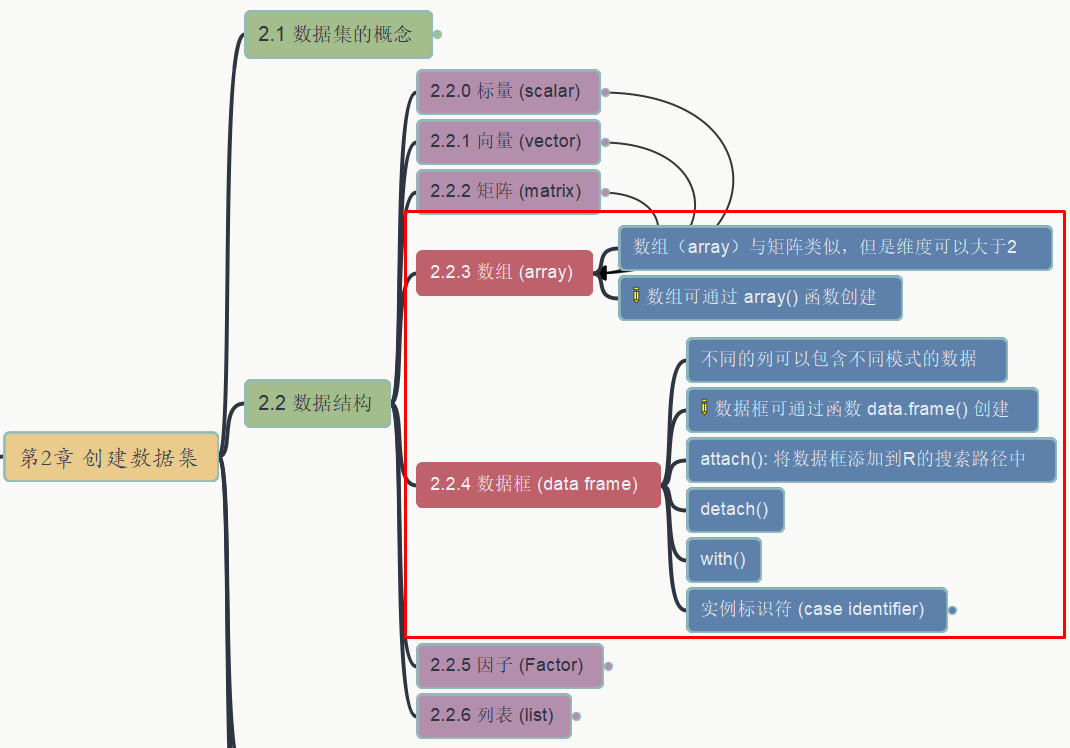 2.1 数据集的概念
2.2.0 标量 (scalar)
2.2.1 向量 (vector)
2.2.2 矩阵 (matrix)
数组（array）与矩阵类似，但是维度可以大于2
2.2.3 数组 (array)
数组可通过 array() 函数创建
不同的列可以包含不同模式的数据
2.2 数据结构
数据框可通过函数 data.frame() 创建
第2章 创建数据集
attach(): 将数据框添加到R的搜索路径中
2.2.4 数据框 (data frame)
detach()
with()
实例标识符 (case identifier)
2.2.5 因子 (Factor)
2.2.6 列表 (list)